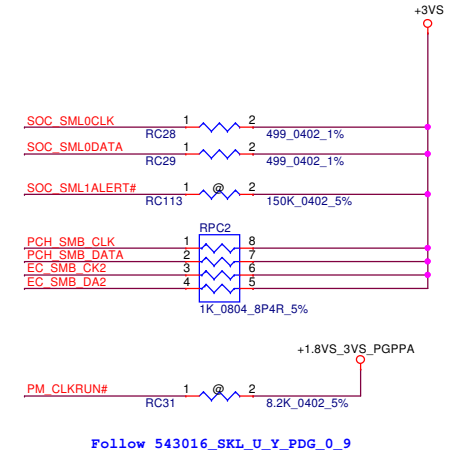 +3VS
SOC_SML0CLK 1 2
RC28 499_0402_1%
SOC_SML0DATA 1 2
RC29 499_0402_1%
SOC_SML1ALERT# 1 @ 2
RC113 150K_0402_5%
RPC2
PCH_SMB_CLK 1 8
PCH_SMB_DATA 2 7
EC_SMB_CK2 3 6
EC_SMB_DA2 4 5
1K_0804_8P4R_5%
+1.8VS_3VS_PGPPA
PM_CLKRUN# 1 @ 2
RC31 8.2K_0402_5%
Follow 543016_SKL_U_Y_PDG_0_9